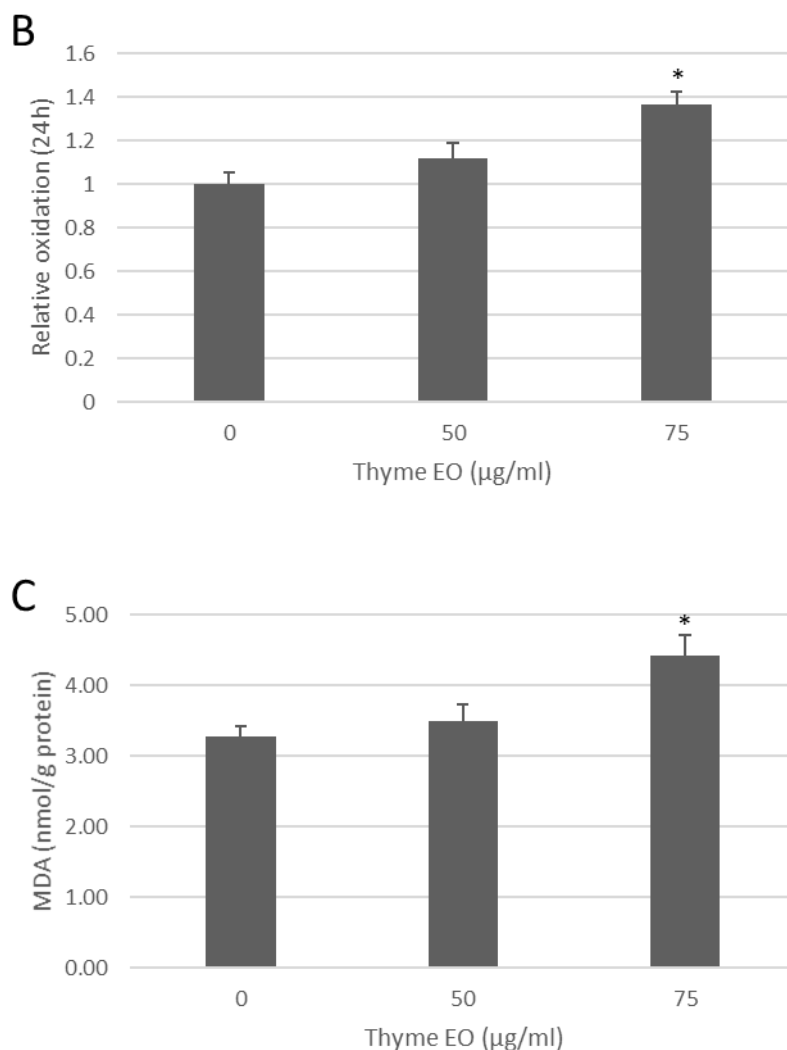 B
Relative oxidation (24h)
1.6
1.4
1.2
1
0.8
0.6
0.4
0.2
0
*
0 50 75
Thyme EO (µg/ml)
C
MDA (nmol/g protein)
5.00
4.00
3.00
2.00
1.00
0.00
*
0 50 75
Thyme EO (µg/ml)